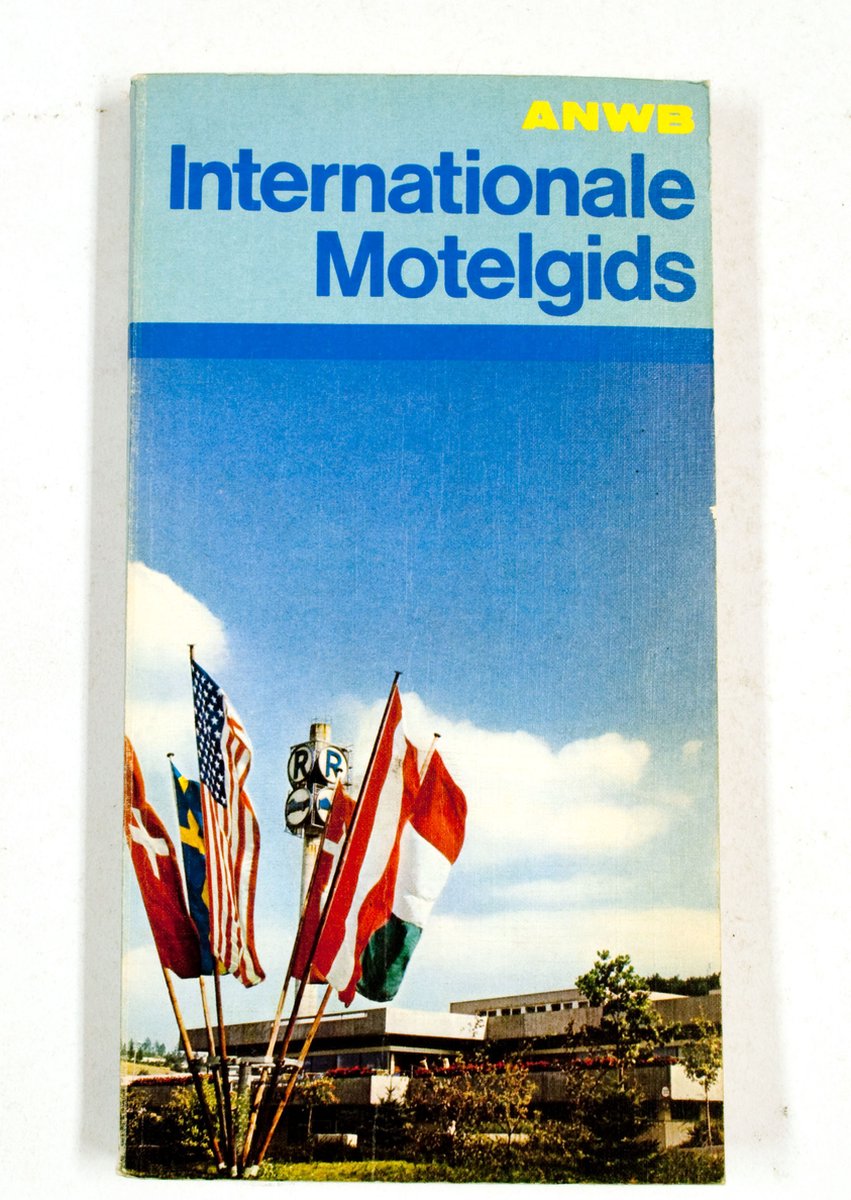 ANWB
Internationale
Motelgids
R R